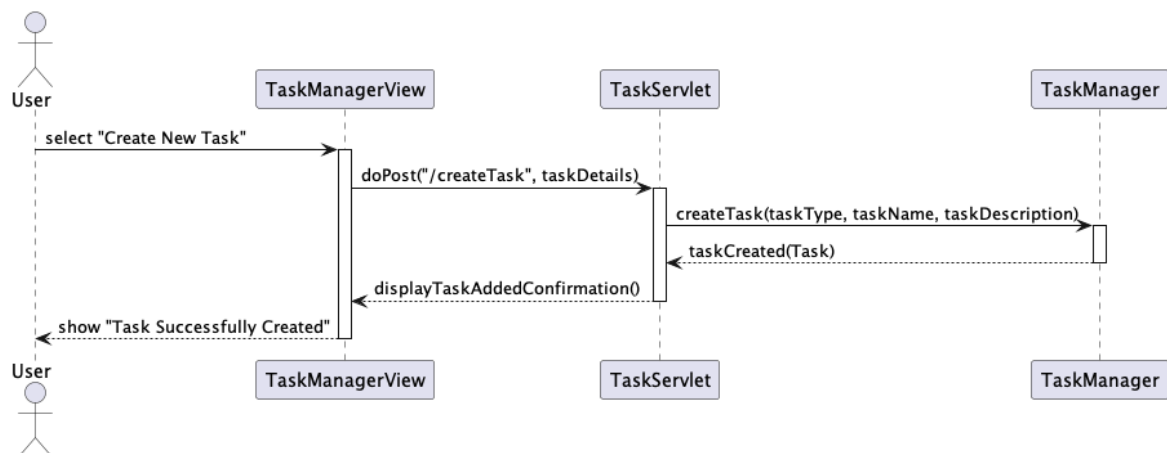 User
TaskManagerView
TaskServlet
TaskManager
select "Create New Task"
doPost("/createTask", taskDetails)
createTask(taskType, taskName, taskDescription)
taskCreated(Task)
displayTaskAddedConfirmation()
show "Task Successfully Created"
User
TaskManagerView
TaskServlet
TaskManager